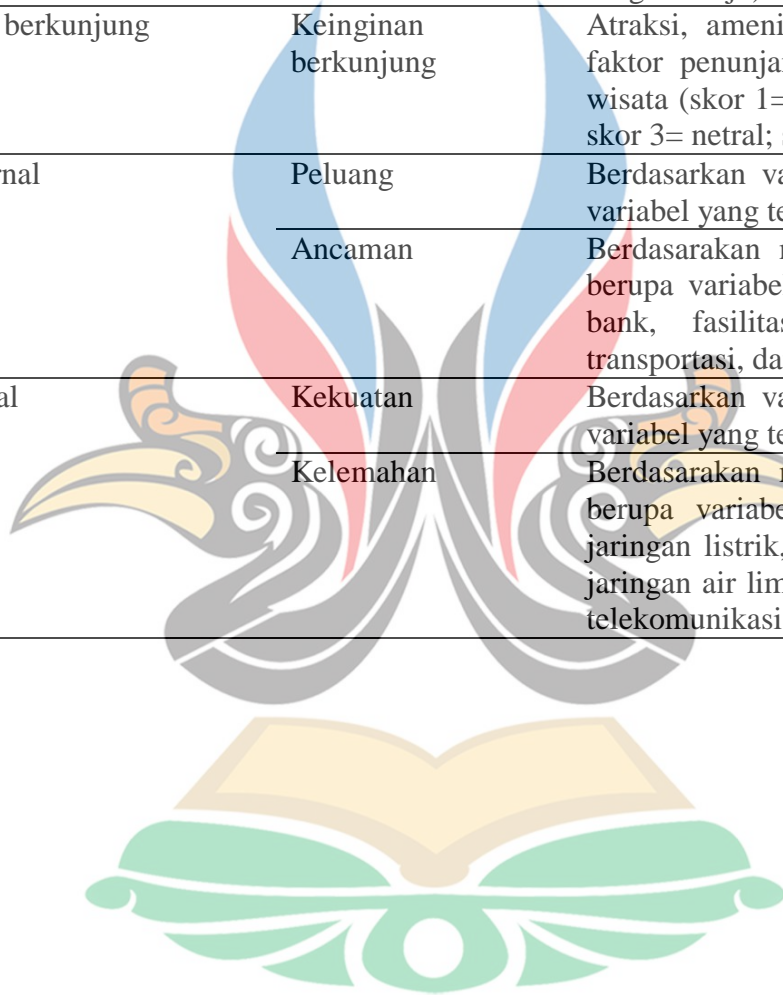 berkunjung Keinginan Atraksi, ameni
berkunjung faktor penunja
wisata (skor 1=
skor 3= netral;
rnal Peluang Berdasarkan va
variabel yang te
Ancaman Berdasarakan
berupa variabe
bank, fasilitas
transportasi, da
al Kekuatan Berdasarkan va
variabel yang te
Kelemahan Berdasarakan
berupa variabe
jaringan listrik,
jaringan air lim
telekomunikasi